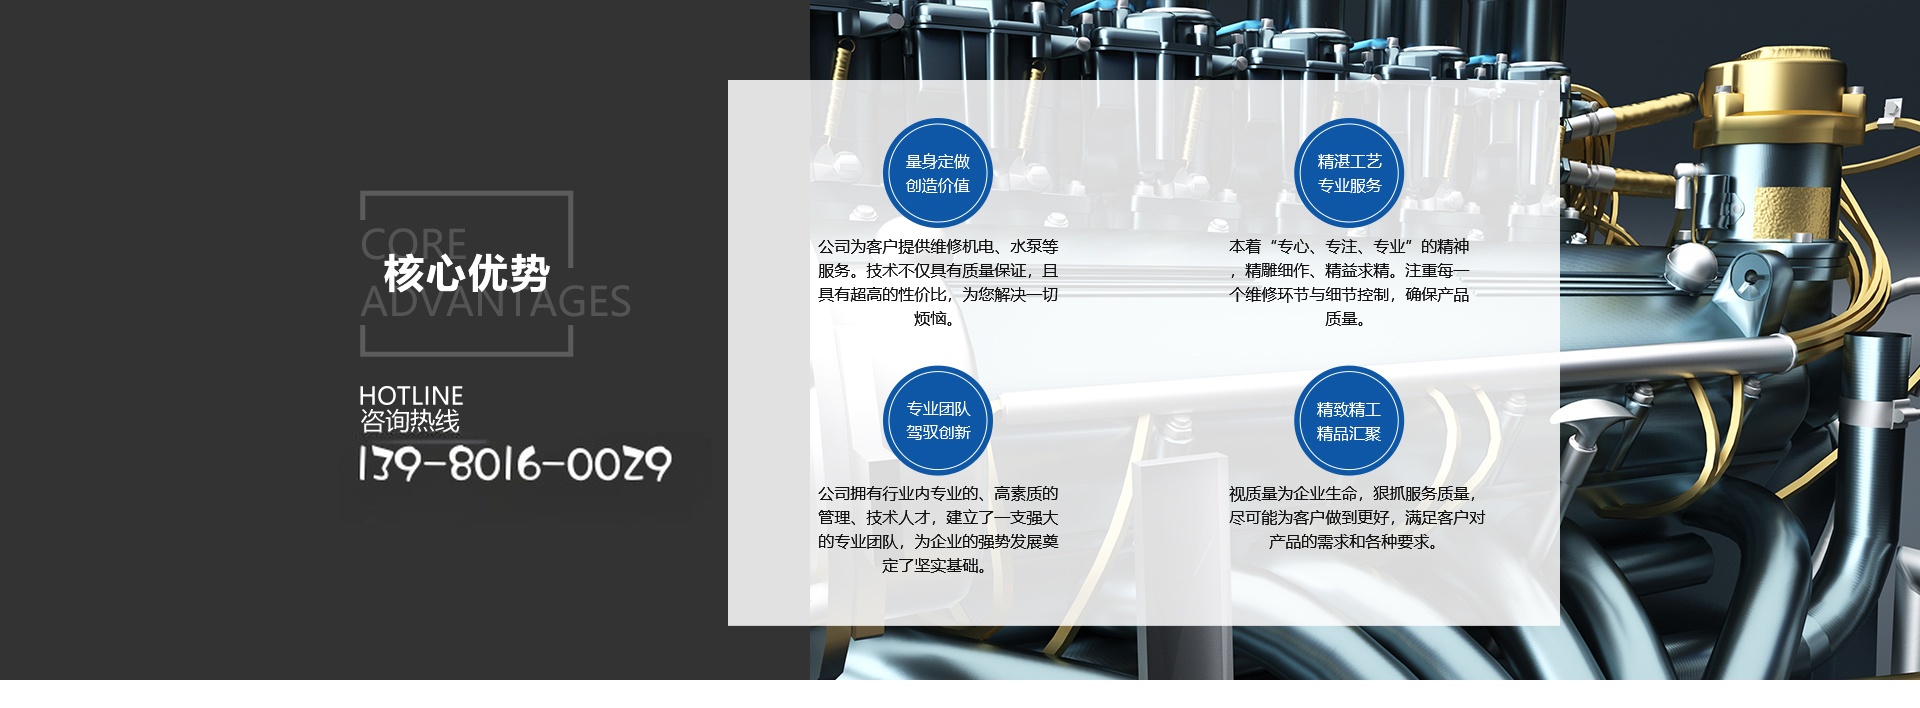 CORE
核心优势
ADVANTAGES
HOTLINE
咨询热线
139-8016-0029
量身定做
创造价值
公司为客户提供维修机电、水泵等
服务。技术不仅具有质量保证，且
具有超高的性价比，为您解决一切
烦恼。
精湛工艺
专业服务
本着“专心、专注、专业”的精神
，精雕细作、精益求精。注重每一
个维修环节与细节控制，确保产品
质量。
专业团队
驾驭创新
公司拥有行业内专业的、高素质的
管理、技术人才，建立了一支强大
的专业团队，为企业的强势发展奠
定了坚实基础。
精致精工
精品汇聚
视质量为企业生命，狠抓服务质量，
尽可能为客户做到更好，满足客户对
产品的需求和各种要求。